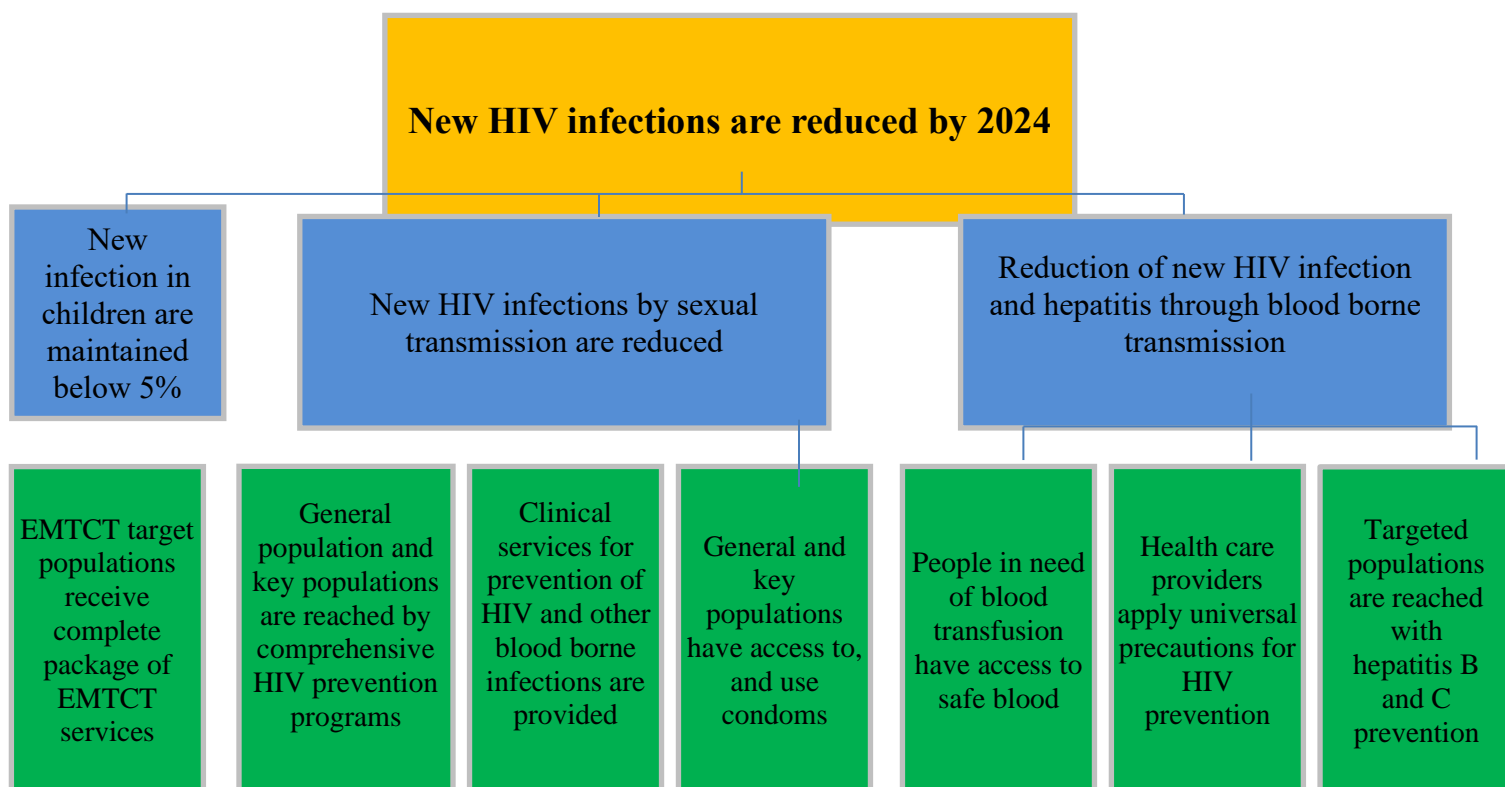 New HIV infections are reduced by 2024
New
infection in
children are
maintained
below 5%
New HIV infections by sexual
transmission are reduced
Reduction of new HIV infection
and hepatitis through blood borne
transmission
EMTCT target
populations
receive
complete
package of
EMTCT
services
General
population and
key populations
are reached by
comprehensive
HIV prevention
programs
Clinical
services for
prevention of
HIV and other
blood borne
infections are
provided
General and
key
populations
have access to,
and use
condoms
People in need
of blood
transfusion
have access to
safe blood
Health care
providers
apply universal
precautions for
HIV
prevention
Targeted
populations
are reached
with
hepatitis B
and C
prevention